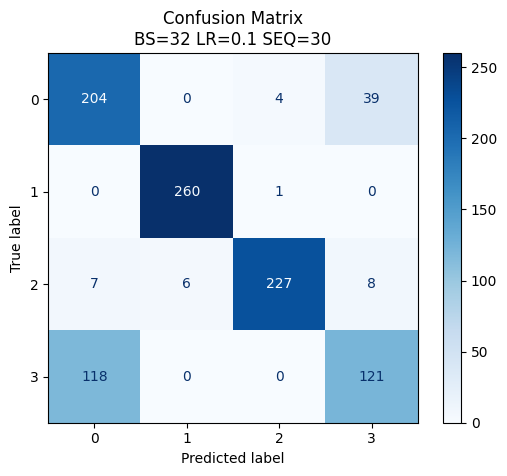 Confusion Matrix
BS=32 LR=0.1 SEQ=30
True label
0 204 0 4 39
1 0 260 1 0
2 7 6 227 8
3 118 0 0 121
0 1 2 3
Predicted label
250
200
150
100
50
0